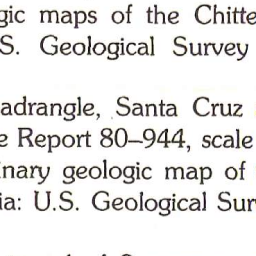 gic maps of the Chitte
S. Geological Survey
adrangle, Santa Cruz
e Report 80–944, scale
inary geologic map of
ia: U.S. Geological Sur